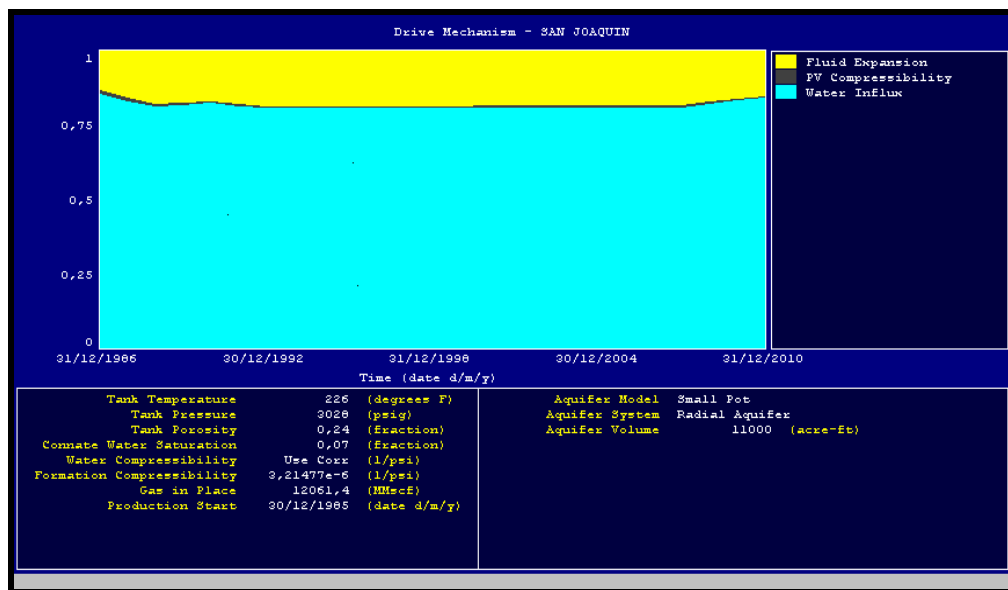 Drive Mechanism - SAN JOAQUIN
1
0,75
0,5
0,25
0
31/12/1986 30/12/1992 31/12/1998 30/12/2004 31/12/2010
Time (date d/m/y)
Fluid Expansion
PV Compressibility
Water Influx
Tank Temperature 226 (degrees F)
Tank Pressure 3028 (psig)
Tank Porosity 0,24 (fraction)
Connate Water Saturation 0,07 (fraction)
Water Compressibility Use Corr (1/psi)
Formation Compressibility 3,21477e-6 (1/psi)
Gas in Place 12061,4 (MMscf)
Production Start 30/12/1985 (date d/m/y)
Aquifer Model Small Pot
Aquifer System Radial Aquifer
Aquifer Volume 11000 (acre-ft)